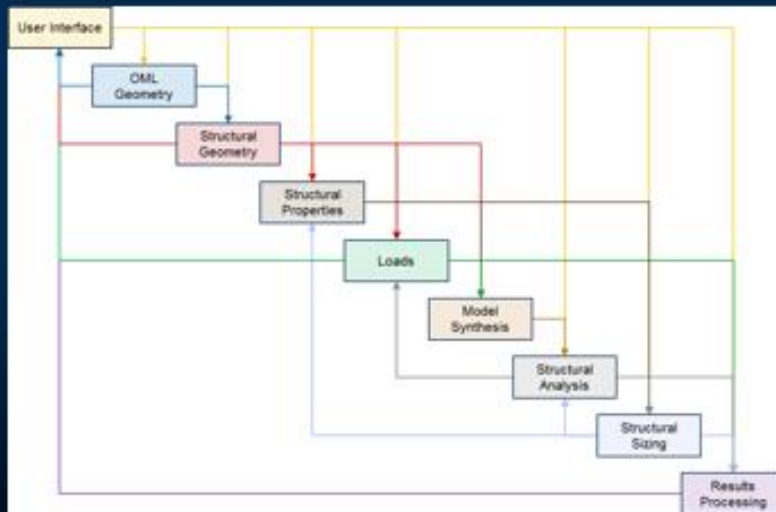 User Interface
OML
Geometry
Structural
Geometry
Structural
Properties
Loads
Model
Synthesis
Structural
Analysis
Structural
Sizing
Results
Processing